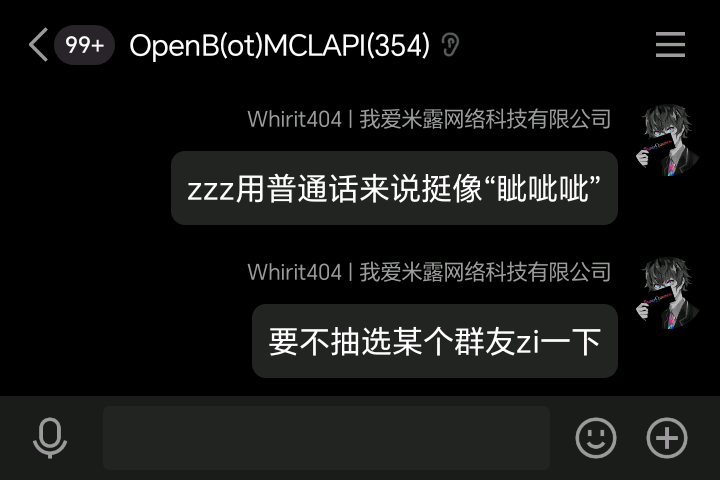 99+
OpenB(ot)MCLAPI(354)
Whirit404 | 我爱米露网络科技有限公司
zzz用普通话来说挺像“眦呲呲”
Whirit404 | 我爱米露网络科技有限公司
要不抽选某个群友zi一下